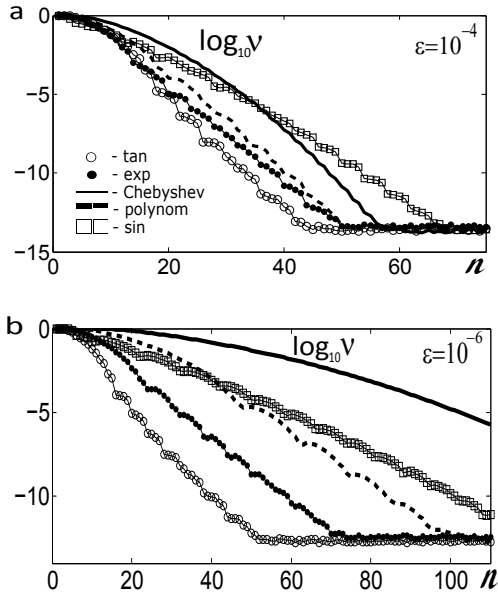 a
log₁₀ν
ε=10⁻⁴
0
−5
−10
−15
- tan
- exp
- Chebyshev
- polynom
- sin
0 20 40 60 n
b
log₁₀ν
ε=10⁻⁶
0
−5
−10
0 20 40 60 80 100 n